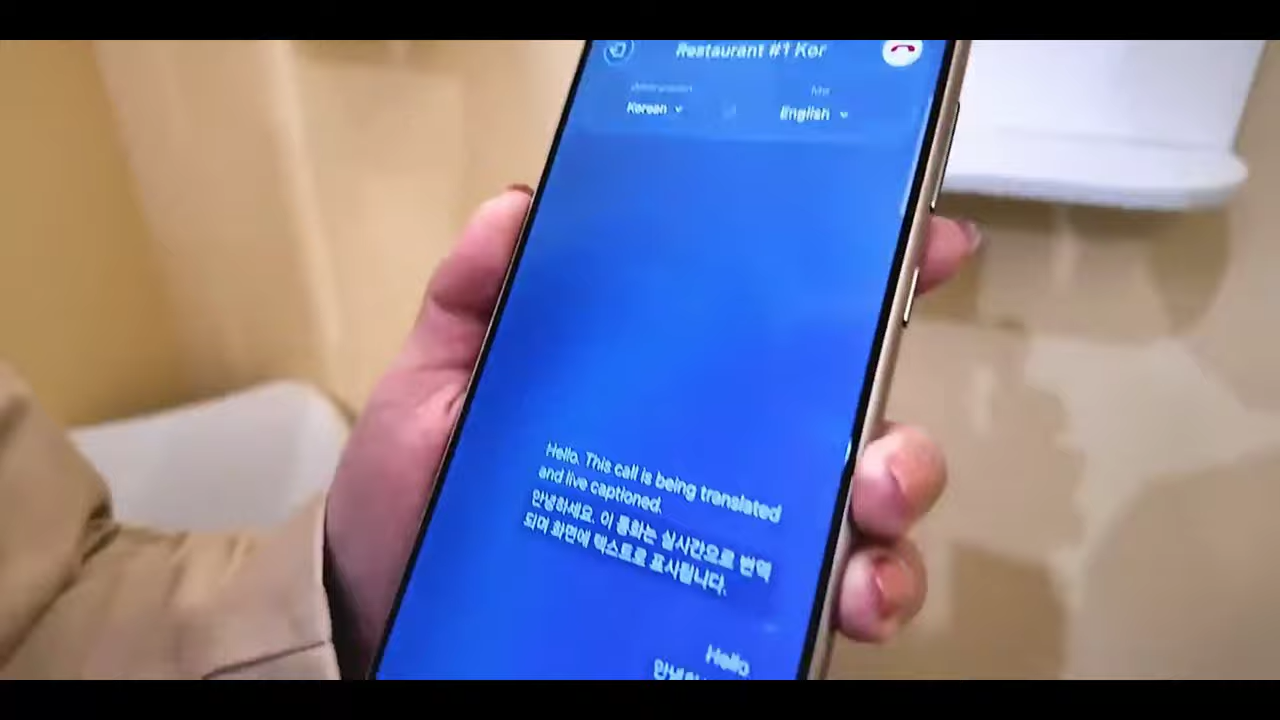 Restaurant #1 Kor
Me
Korean
English
Hello. This call is being translated
and live captioned.
안녕하세요. 이 통화는 실시간으로 번역
되며 화면에 텍스트로 표시됩니다.
Hello